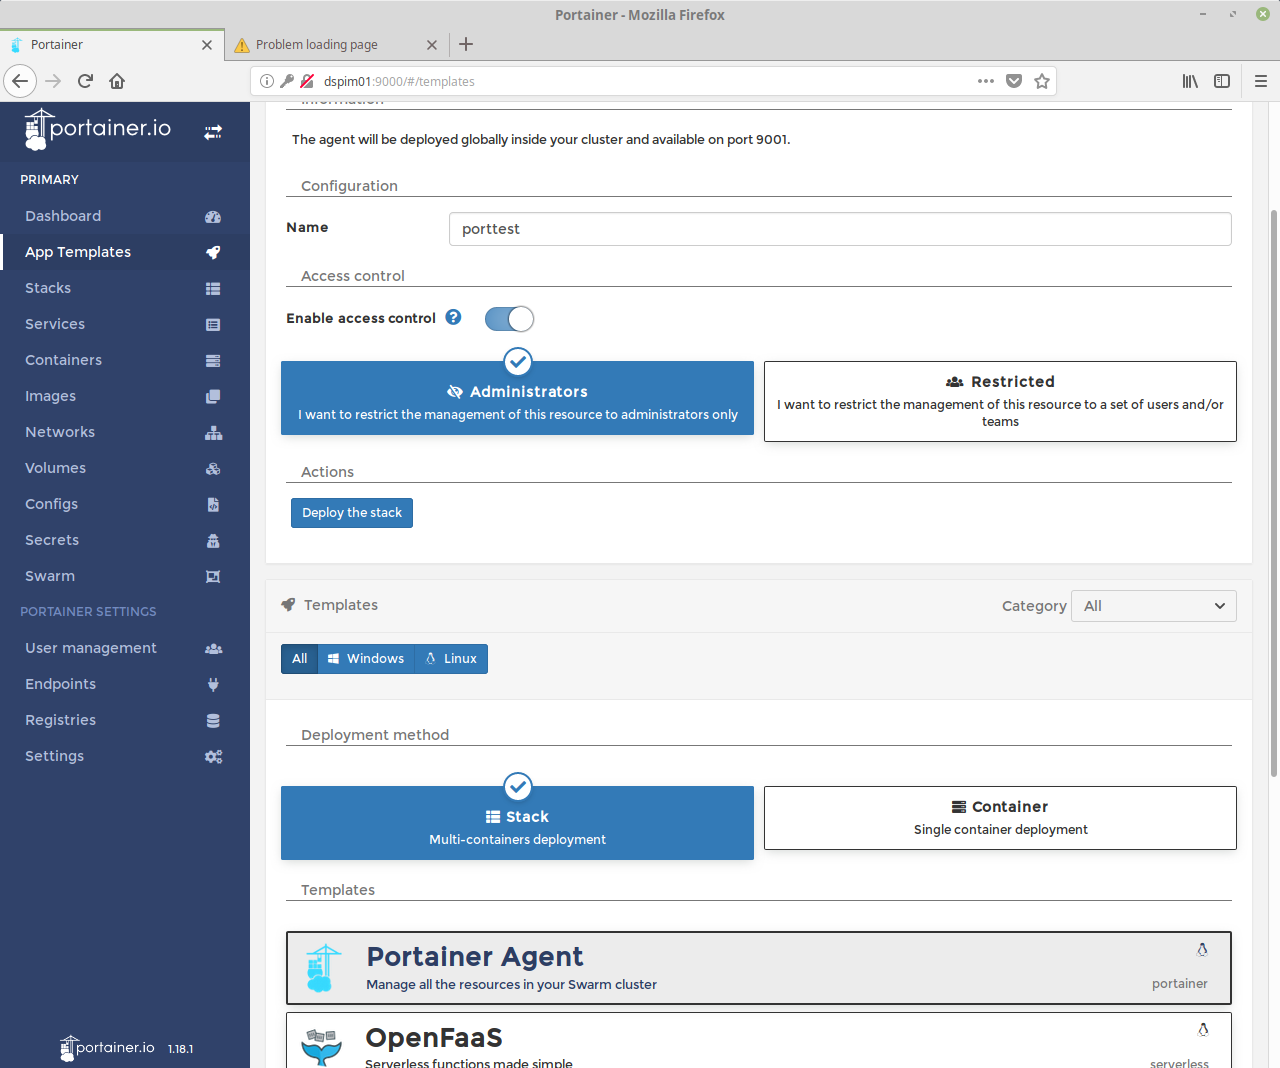 Portainer - Mozilla Firefox
Portainer
Problem loading page
dspim01:9000/#/templates
portainer.io
PRIMARY
Dashboard
App Templates
Stacks
Services
Containers
Images
Networks
Volumes
Configs
Secrets
Swarm
PORTAINER SETTINGS
User management
Endpoints
Registries
Settings
portainer.io 1.18.1
Information
The agent will be deployed globally inside your cluster and available on port 9001.
Configuration
Name porttest
Access control
Enable access control
Administrators
I want to restrict the management of this resource to administrators only
Restricted
I want to restrict the management of this resource to a set of users and/or
teams
Actions
Deploy the stack
Templates Category All
All Windows Linux
Deployment method
Stack
Multi-containers deployment
Container
Single container deployment
Templates
Portainer Agent
Manage all the resources in your Swarm cluster portainer
OpenFaaS
Serverless functions made simple serverless